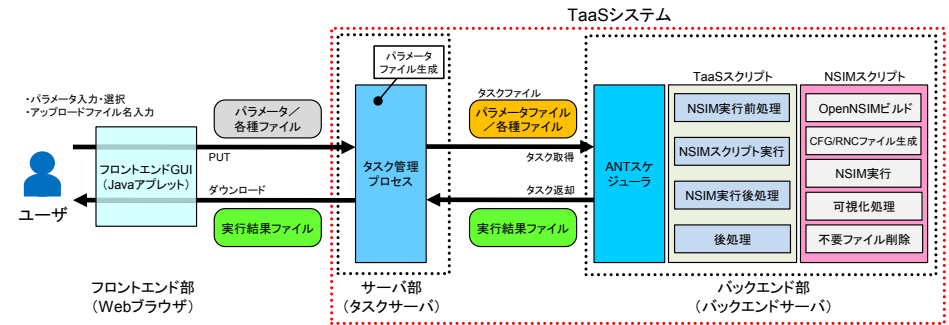 TaaSシステム
パラメータ
ファイル生成
・パラメータ入力・選択
・アップロードファイル名入力
パラメータ／
各種ファイル
PUT
フロントエンドGUI
（Javaアプレット）
ダウンロード
実行結果ファイル
ユーザ
タスク管理
プロセス
タスクファイル
パラメータファイル
／各種ファイル
タスク取得
タスク返却
実行結果ファイル
ANTスケ
ジューラ
TaaSスクリプト
NSIM実行前処理
NSIMスクリプト実行
NSIM実行後処理
後処理
NSIMスクリプト
OpenNSIMビルド
CFG/RNCファイル生成
NSIM実行
可視化処理
不要ファイル削除
フロントエンド部
（Webブラウザ）
サーバ部
（タスクサーバ）
バックエンド部
（バックエンドサーバ）